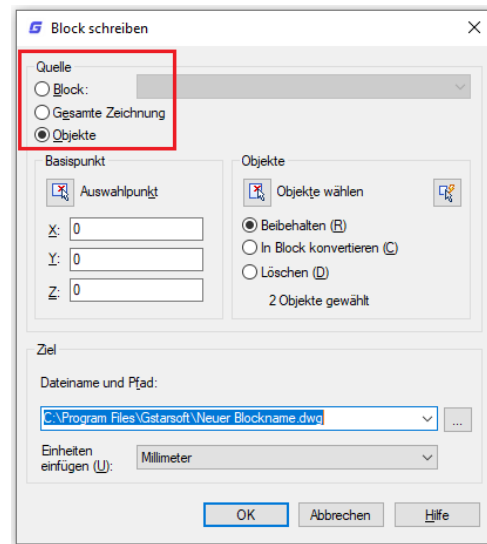 Block schreiben
Quelle
Block:
Gesamte Zeichnung
Objekte
Basispunkt
Auswahlpunkt
X: 0
Y: 0
Z: 0
Objekte
Objekte wählen
Beibehalten (R)
In Block konvertieren (C)
Löschen (D)
2 Objekte gewählt
Ziel
Dateiname und Pfad:
C:\Program Files\Gstarsoft\Neuer Blockname.dwg
...
Einheiten
einfügen (U):
Millimeter
OK Abbrechen Hilfe